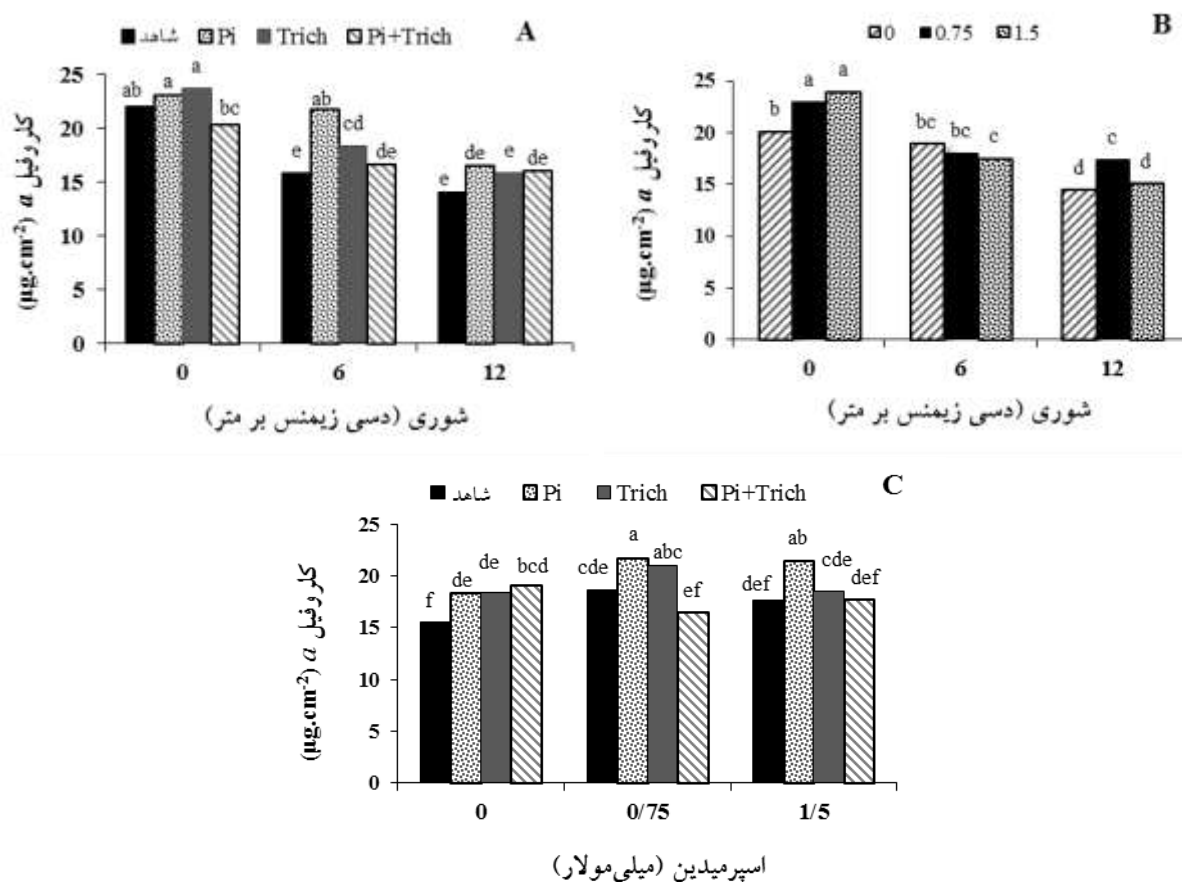 شاهد Pi Trich Pi+Trich
A
کلروفیل a (µg.cm⁻²)
25
20
15
10
5
0
ab a a bc
e ab cd de
e de e de
0 6 12
شوری (دسی زیمنس بر متر)
0 0.75 1.5
B
کلروفیل a (µg.cm⁻²)
25
20
15
10
5
0
b a a
bc bc c
d c d
0 6 12
شوری (دسی زیمنس بر متر)
شاهد Pi Trich Pi+Trich
C
کلروفیل a (µg.cm⁻²)
25
20
15
10
5
0
f de de bcd
cde a abc ef
def ab cde def
0 0/75 1/5
اسپرمیدین (میلی‌مولار)